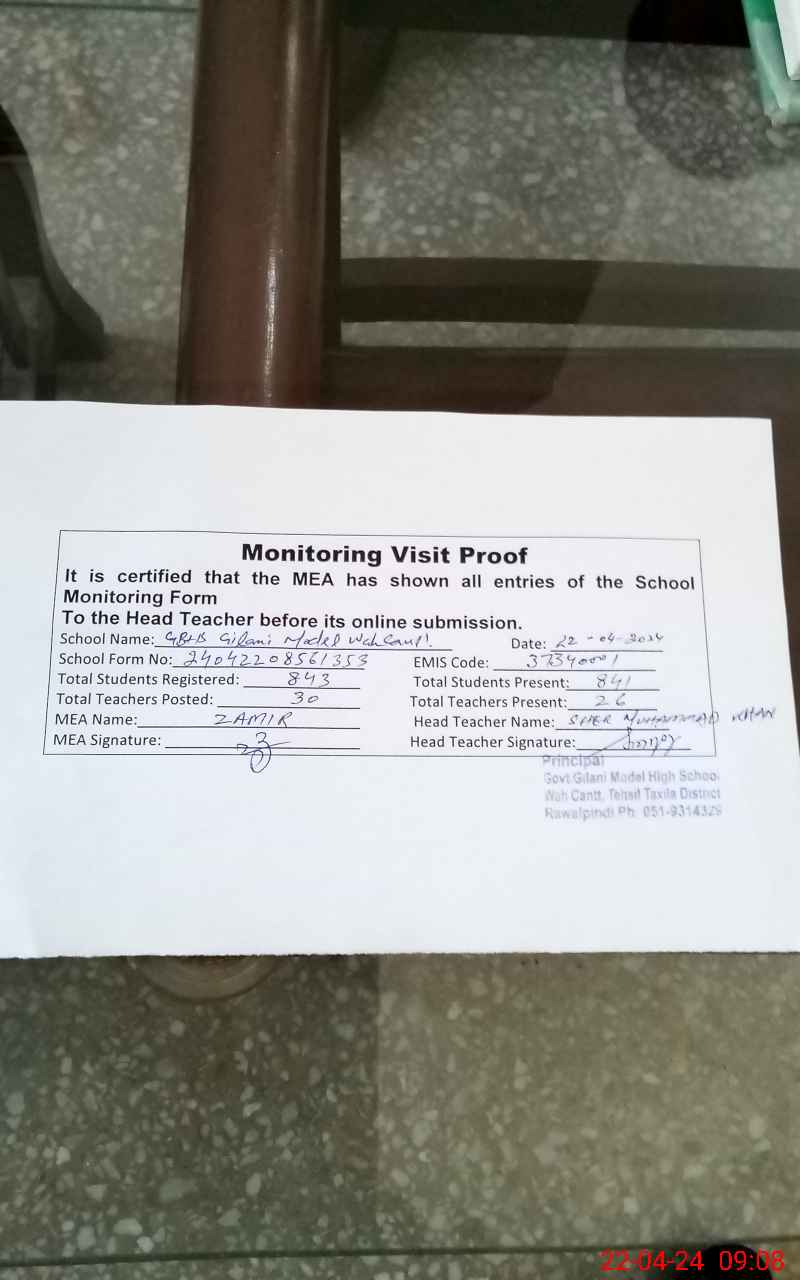 Monitoring Visit Proof
It is certified that the MEA has shown all entries of the School
Monitoring Form
To the Head Teacher before its online submission.
School Name: GBHS Gilani Model Wah Cantt. Date: 22-04-2024
School Form No: 24042208561353 EMIS Code: 37340001
Total Students Registered: 843 Total Students Present: 841
Total Teachers Posted: 30 Total Teachers Present: 26
MEA Name: ZAMIR Head Teacher Name: SHER MUHAMMAD KHAN
MEA Signature: Head Teacher Signature:
Principal
Govt Gilani Model High School
Wah Cantt, Tehsil Taxila District
Rawalpindi Ph: 051-9314329
22-04-24 09:08